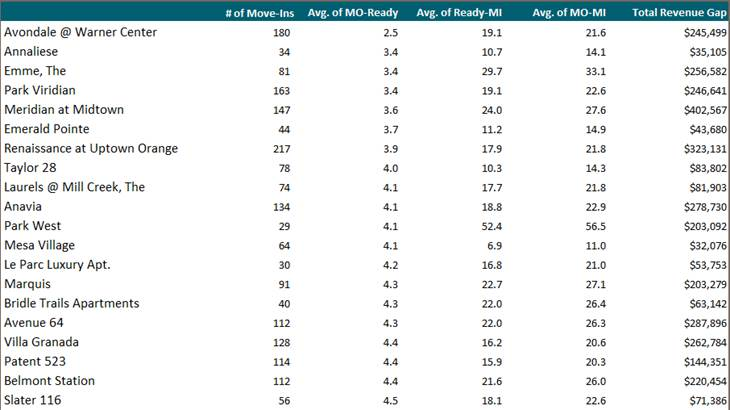 # of Move-Ins Avg. of MO-Ready Avg. of Ready-MI Avg. of MO-MI Total Revenue Gap
Avondale @ Warner Center 180 2.5 19.1 21.6 $245,499
Annaliese 34 3.4 10.7 14.1 $35,105
Emme, The 81 3.4 29.7 33.1 $256,582
Park Viridian 163 3.4 19.1 22.6 $246,641
Meridian at Midtown 147 3.6 24.0 27.6 $402,567
Emerald Pointe 44 3.7 11.2 14.9 $43,680
Renaissance at Uptown Orange 217 3.9 17.9 21.8 $323,131
Taylor 28 78 4.0 10.3 14.3 $83,802
Laurels @ Mill Creek, The 74 4.1 17.7 21.8 $81,903
Anavia 134 4.1 18.8 22.9 $278,730
Park West 29 4.1 52.4 56.5 $203,092
Mesa Village 64 4.1 6.9 11.0 $32,076
Le Parc Luxury Apt. 30 4.2 16.8 21.0 $53,753
Marquis 91 4.3 22.7 27.1 $203,279
Bridle Trails Apartments 40 4.3 22.0 26.4 $63,142
Avenue 64 112 4.3 22.0 26.3 $287,896
Villa Granada 128 4.4 16.2 20.6 $262,784
Patent 523 114 4.4 15.9 20.3 $144,351
Belmont Station 112 4.4 21.6 26.0 $220,454
Slater 116 56 4.5 18.1 22.6 $71,386